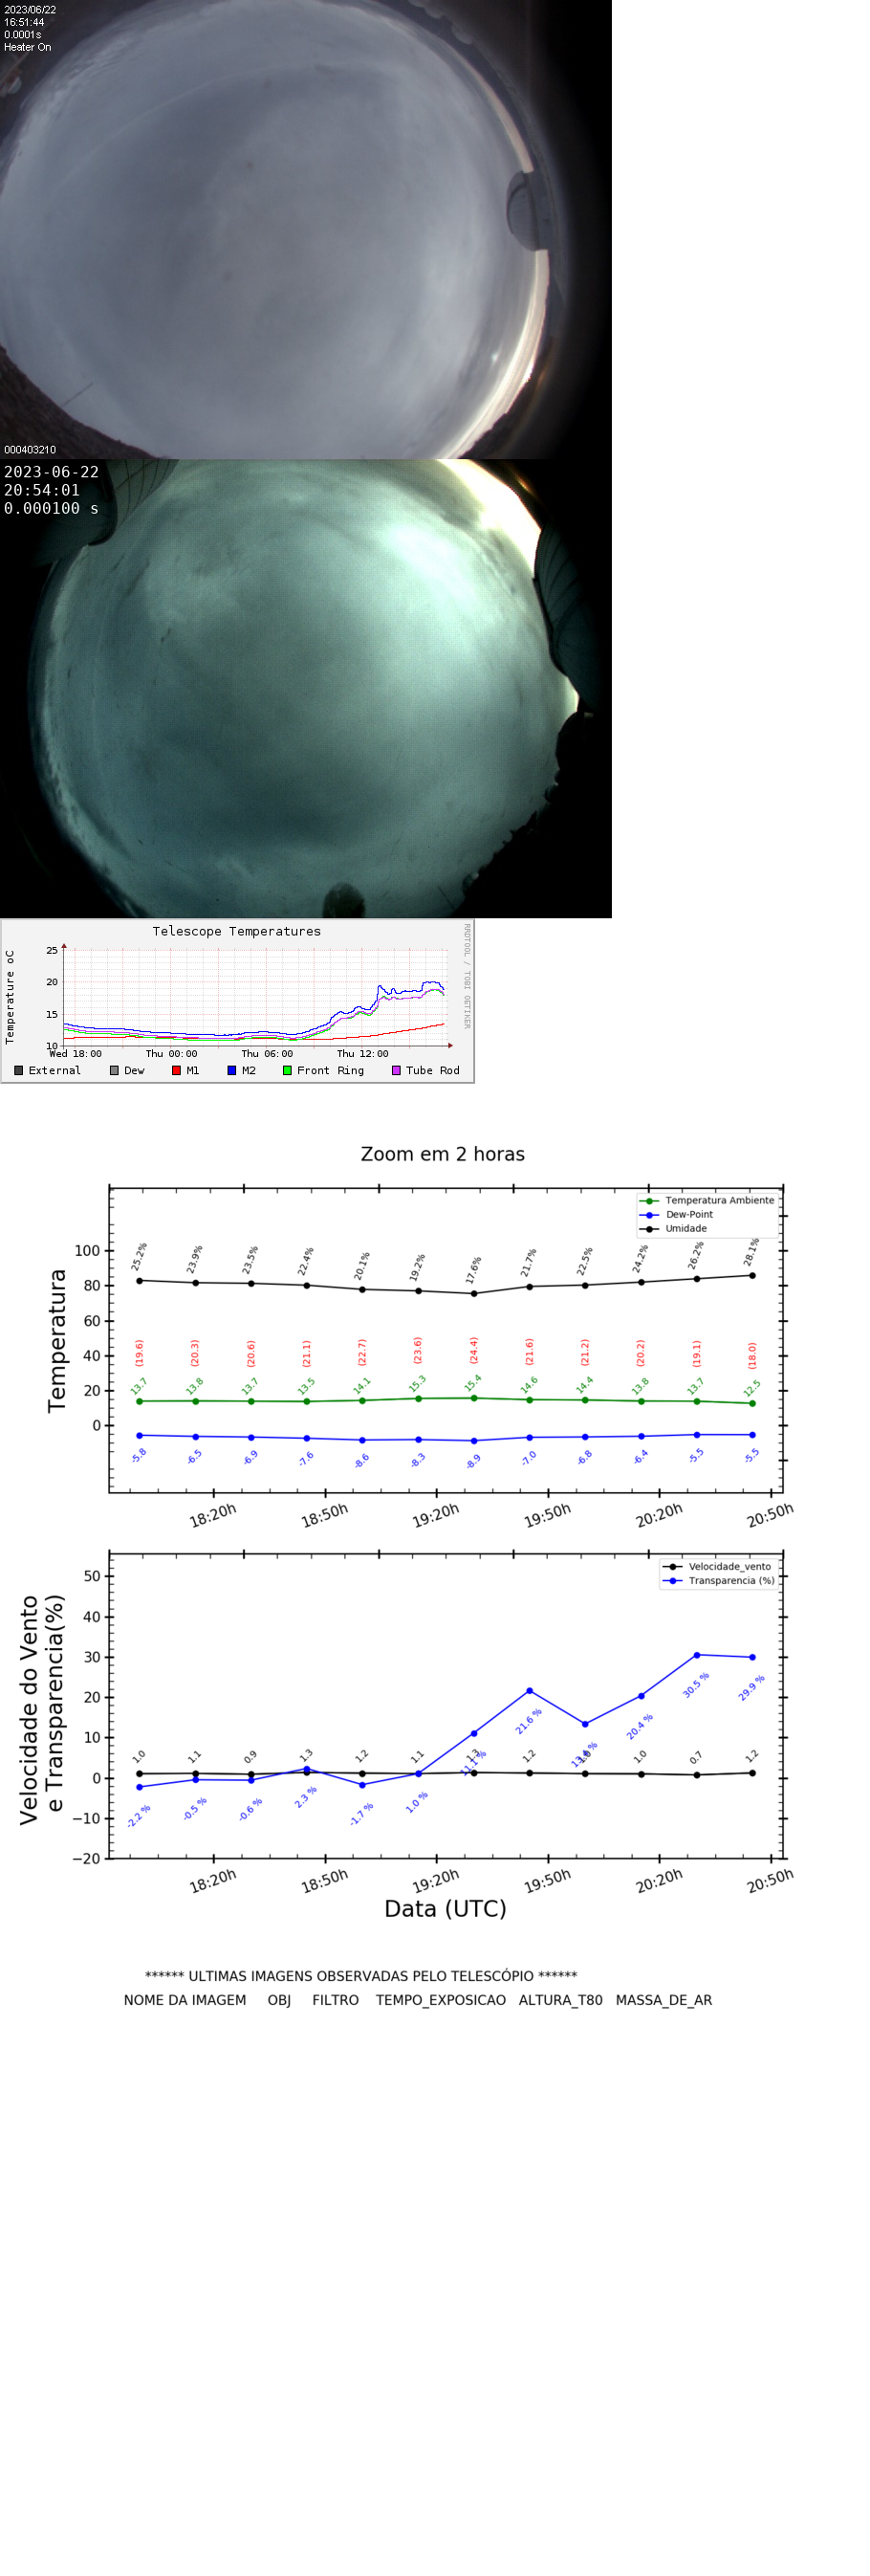 2023/06/22
16:51:44
0.0001s
Heater On
000403210
2023-06-22
20:54:01
0.000100 s
Telescope Temperatures
Temperature oC
25
20
15
10
Wed 18:00 Thu 00:00 Thu 06:00 Thu 12:00
External Dew M1 M2 Front Ring Tube Rod
RRDTOOL / TOBI OETIKER
Zoom em 2 horas
Temperatura
Temperatura Ambiente
Dew-Point
Umidade
100
80
60
40
20
0
25.2% 23.9% 23.5% 22.4% 20.1% 19.2% 17.6% 21.7% 22.5% 24.2% 26.2% 28.1%
(19.6) (20.3) (20.6) (21.1) (22.7) (23.6) (24.4) (21.6) (21.2) (20.2) (19.1) (18.0)
13.7 13.8 13.7 13.5 14.1 15.3 15.4 14.6 14.4 13.8 13.7 12.5
-5.8 -6.5 -6.9 -7.6 -8.6 -8.3 -8.9 -7.0 -6.8 -6.4 -5.5 -5.5
18:20h 18:50h 19:20h 19:50h 20:20h 20:50h
Velocidade do Vento
e Transparencia(%)
Velocidade_vento
Transparencia (%)
50
40
30
20
10
0
−10
−20
1.0 1.1 0.9 1.3 1.2 1.1 1.3 1.2 1.0 0.7 1.2
-2.2 % -0.5 % -0.6 % 2.3 % -1.7 % 1.0 % 11.1 % 21.6 % 20.4 % 30.5 % 29.9 %
18:20h 18:50h 19:20h 19:50h 20:20h 20:50h
Data (UTC)
****** ULTIMAS IMAGENS OBSERVADAS PELO TELESCÓPIO ******
NOME DA IMAGEM OBJ FILTRO TEMPO_EXPOSICAO ALTURA_T80 MASSA_DE_AR